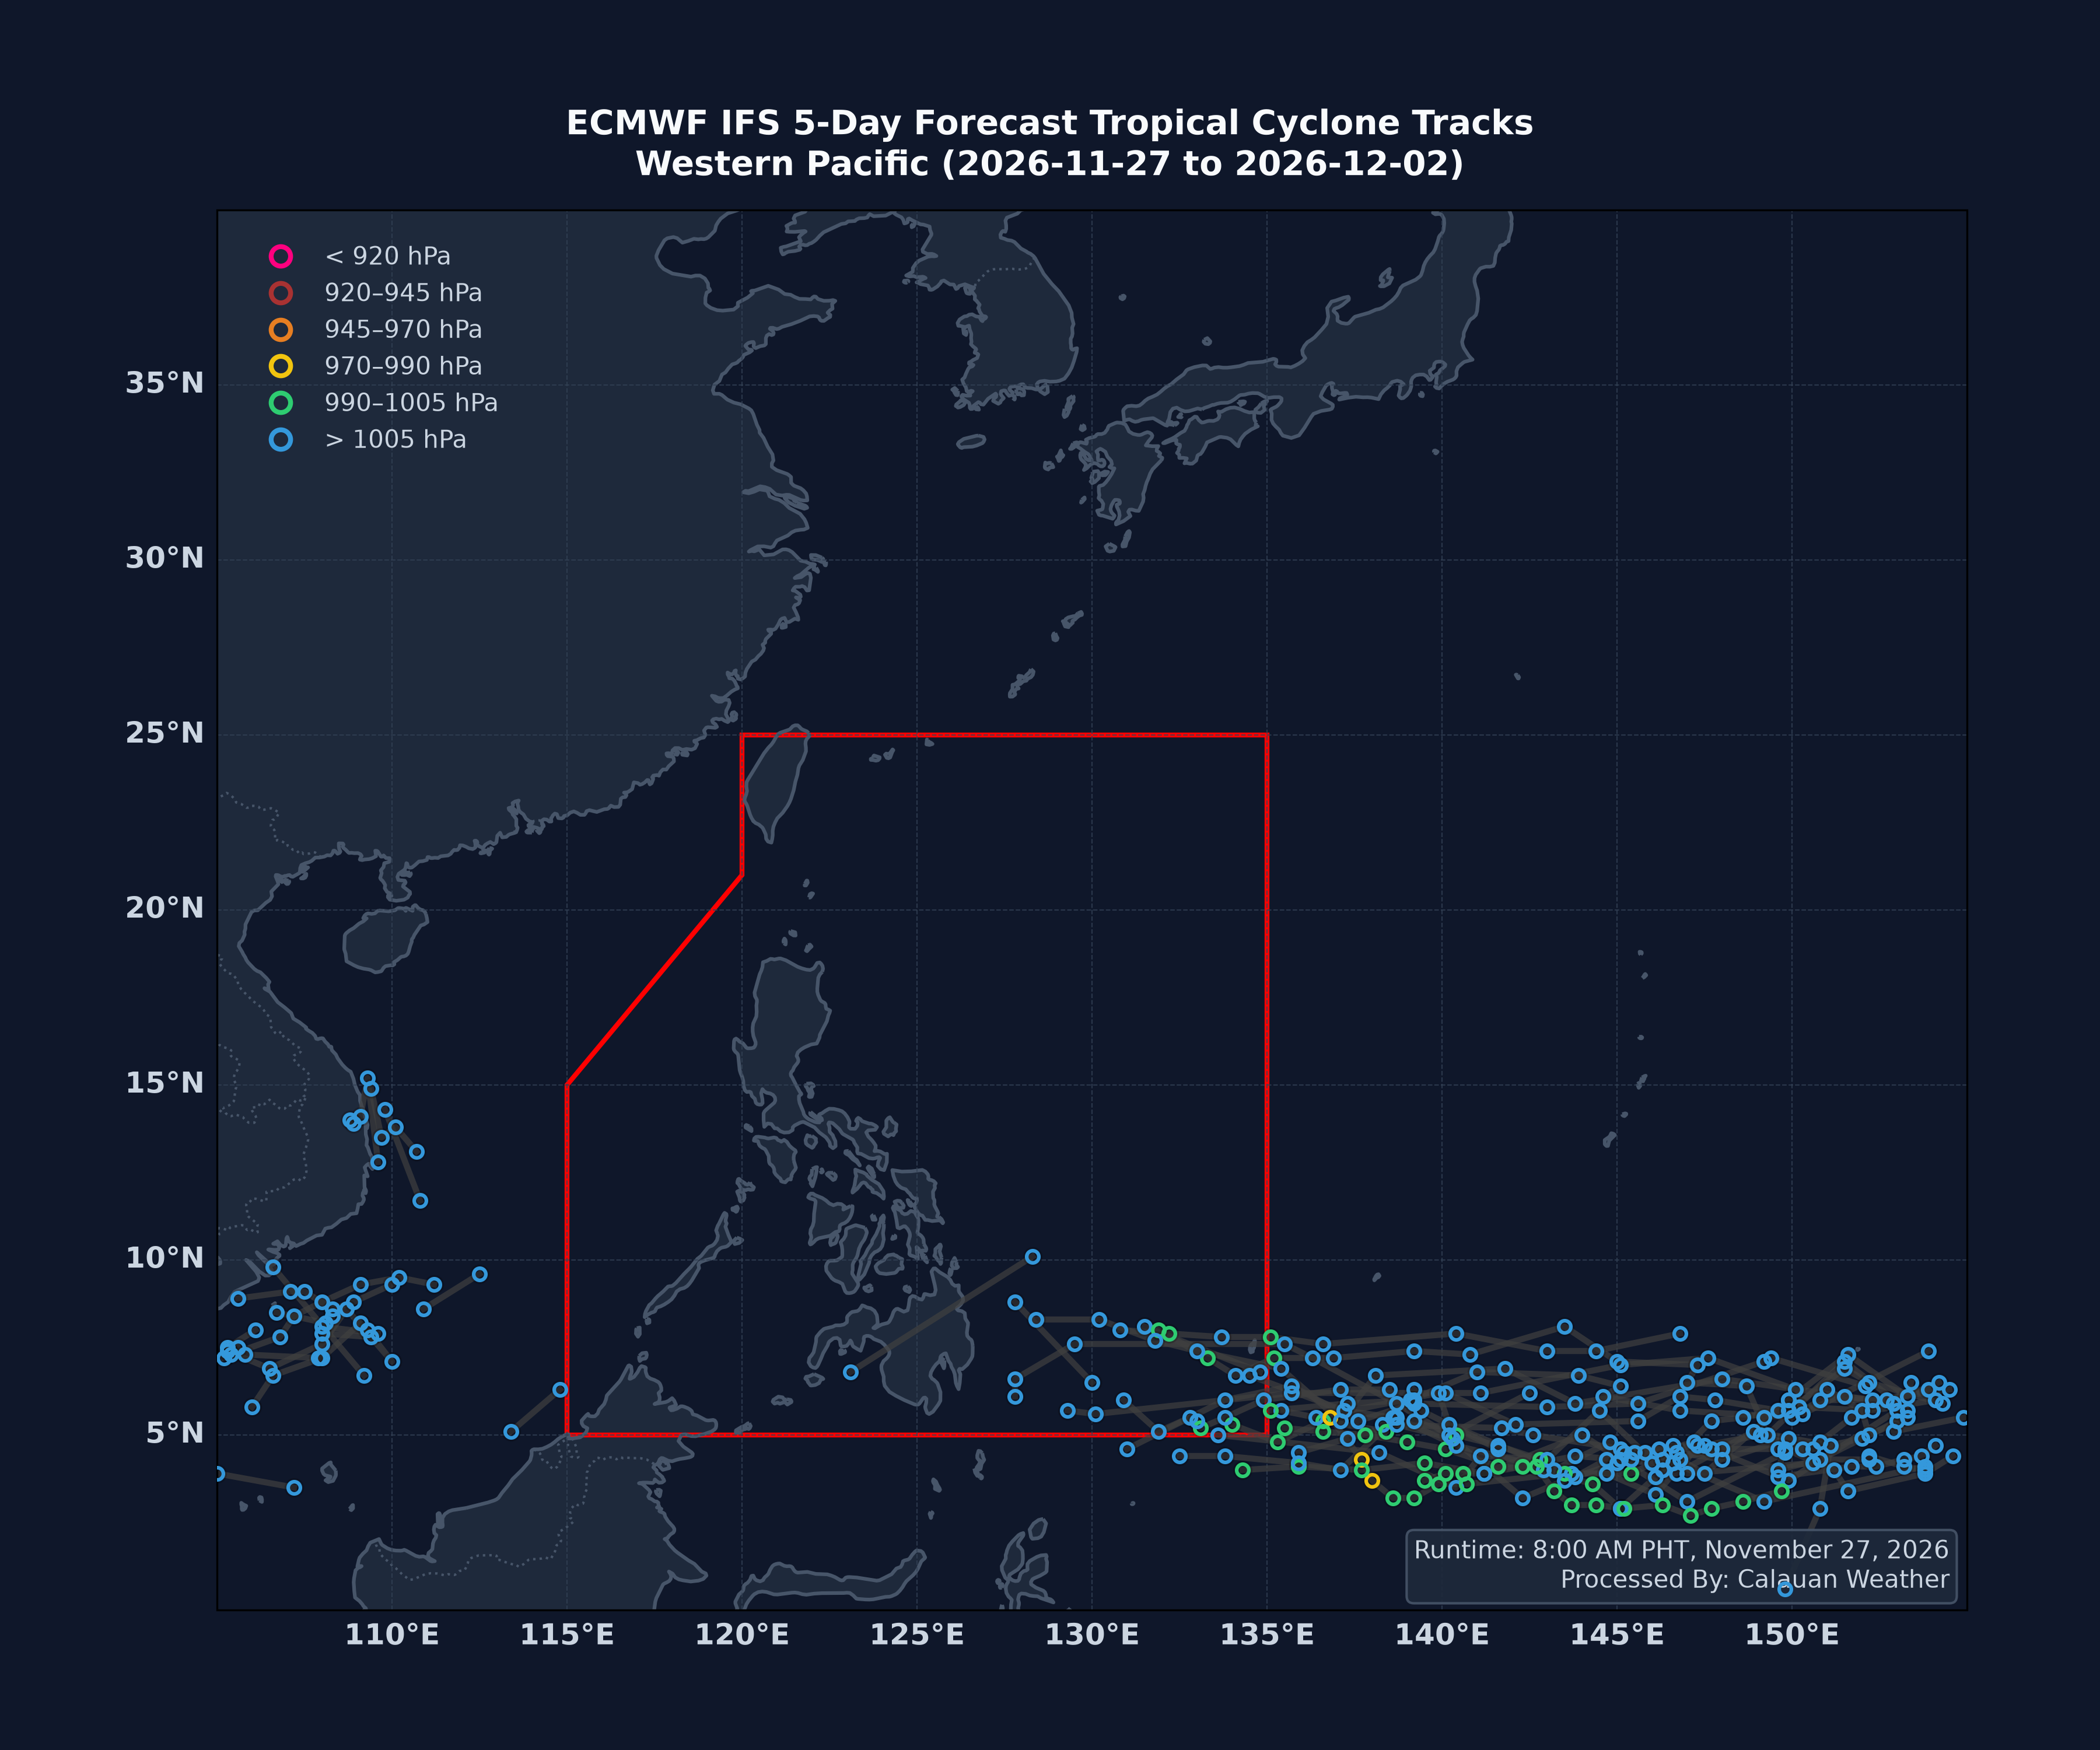 ECMWF IFS 5-Day Forecast Tropical Cyclone Tracks
Western Pacific (2026-11-27 to 2026-12-02)
< 920 hPa
920–945 hPa
945–970 hPa
970–990 hPa
990–1005 hPa
> 1005 hPa
35°N
30°N
25°N
20°N
15°N
10°N
5°N
Runtime: 8:00 AM PHT, November 27, 2026
Processed By: Calauan Weather
110°E
115°E
120°E
125°E
130°E
135°E
140°E
145°E
150°E